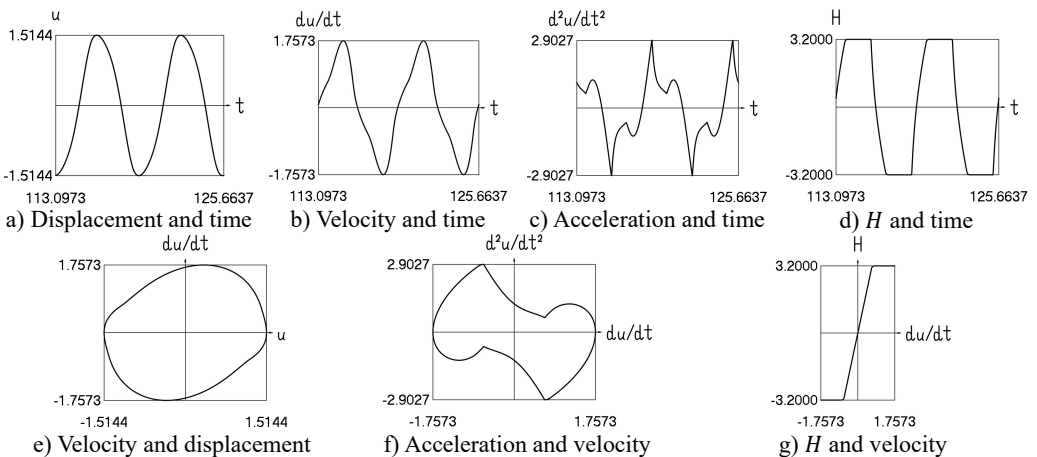 u
1.5144
t
-1.5144
113.0973 125.6637
a) Displacement and time
du/dt
1.7573
t
-1.7573
113.0973 125.6637
b) Velocity and time
d²u/dt²
2.9027
t
-2.9027
113.0973 125.6637
c) Acceleration and time
H
3.2000
t
-3.2000
113.0973 125.6637
d) H and time
du/dt
1.7573
u
-1.7573
-1.5144 1.5144
e) Velocity and displacement
d²u/dt²
2.9027
du/dt
-2.9027
-1.7573 1.7573
f) Acceleration and velocity
H
3.2000
du/dt
-3.2000
-1.7573 1.7573
g) H and velocity